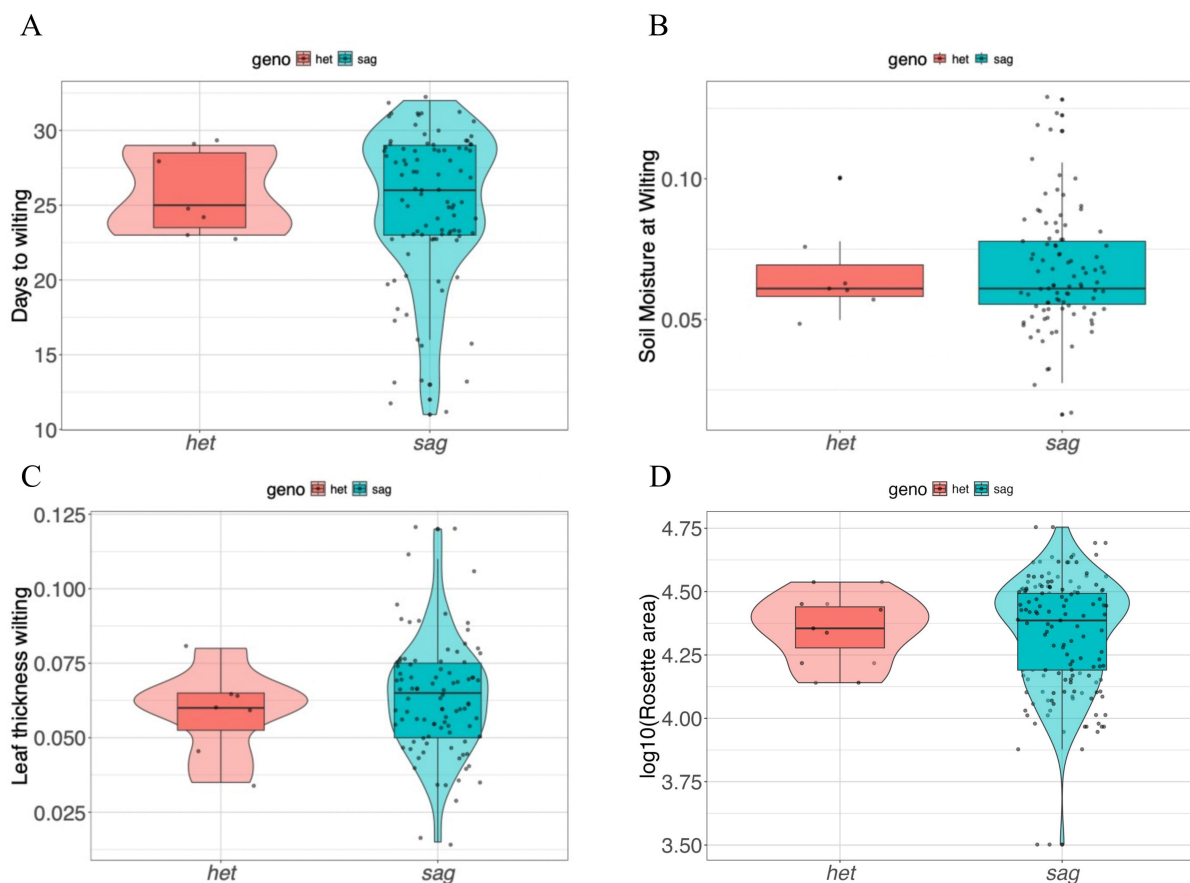 A
geno het sag
Days to wilting
30
25
20
15
10
het sag
B
geno het sag
Soil Moisture at Wilting
0.10
0.05
het sag
C
geno het sag
Leaf thickness wilting
0.125
0.100
0.075
0.050
0.025
het sag
D
geno het sag
log10(Rosette area)
4.75
4.50
4.25
4.00
3.75
3.50
het sag